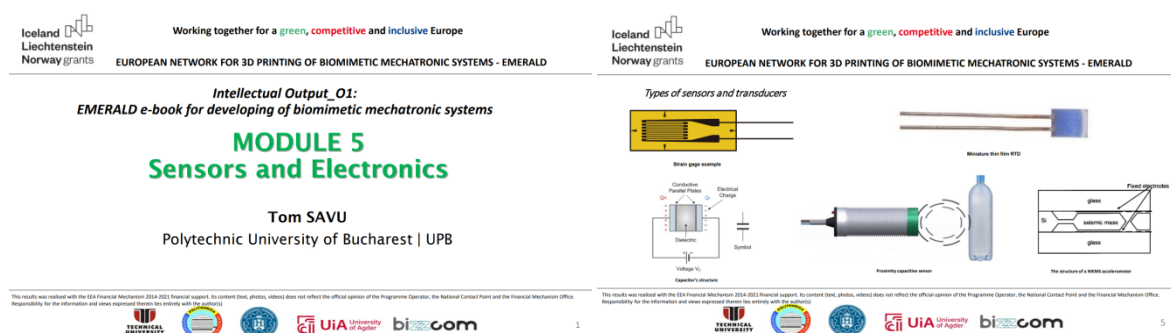 Iceland
Liechtenstein
Norway grants
Working together for a green, competitive and inclusive Europe
EUROPEAN NETWORK FOR 3D PRINTING OF BIOMIMETIC MECHATRONIC SYSTEMS - EMERALD
Intellectual Output_O1:
EMERALD e-book for developing of biomimetic mechatronic systems
MODULE 5
Sensors and Electronics
Tom SAVU
Polytechnic University of Bucharest | UPB
This results was realised with the EEA Financial Mechanism 2014-2021 financial support. Its content (text, photos, videos) does not reflect the official opinion of the Programme Operator, the National Contact Point and the Financial Mechanism Office.
Responsibility for the information and views expressed therein lies entirely with the author(s)
TECHNICAL
UNIVERSITY
UiA University
of Agder
bizzcom
1
Iceland
Liechtenstein
Norway grants
Working together for a green, competitive and inclusive Europe
EUROPEAN NETWORK FOR 3D PRINTING OF BIOMIMETIC MECHATRONIC SYSTEMS - EMERALD
Types of sensors and transducers
Strain gage example
Miniature thin film RTD
Conductive
Parallel Plates
Electrical
Charge
Q+
Q-
Dielectric
Symbol
Voltage V
Capacitor's structure
Proximity capacitive sensor
Fixed electrodes
glass
Si
seismic mass
glass
The structure of a MEMS accelerometer
This results was realised with the EEA Financial Mechanism 2014-2021 financial support. Its content (text, photos, videos) does not reflect the official opinion of the Programme Operator, the National Contact Point and the Financial Mechanism Office.
Responsibility for the information and views expressed therein lies entirely with the author(s)
TECHNICAL
UNIVERSITY
UiA University
of Agder
bizzcom
5